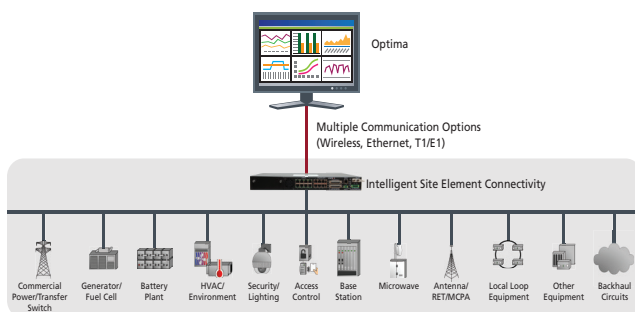 Optima
Multiple Communication Options
(Wireless, Ethernet, T1/E1)
Intelligent Site Element Connectivity
Commercial
Power/Transfer
Switch
Generator/
Fuel Cell
Battery
Plant
HVAC/
Environment
Security/
Lighting
Access
Control
Base
Station
Microwave
Antenna/
RET/MCPA
Local Loop
Equipment
Other
Equipment
Backhaul
Circuits